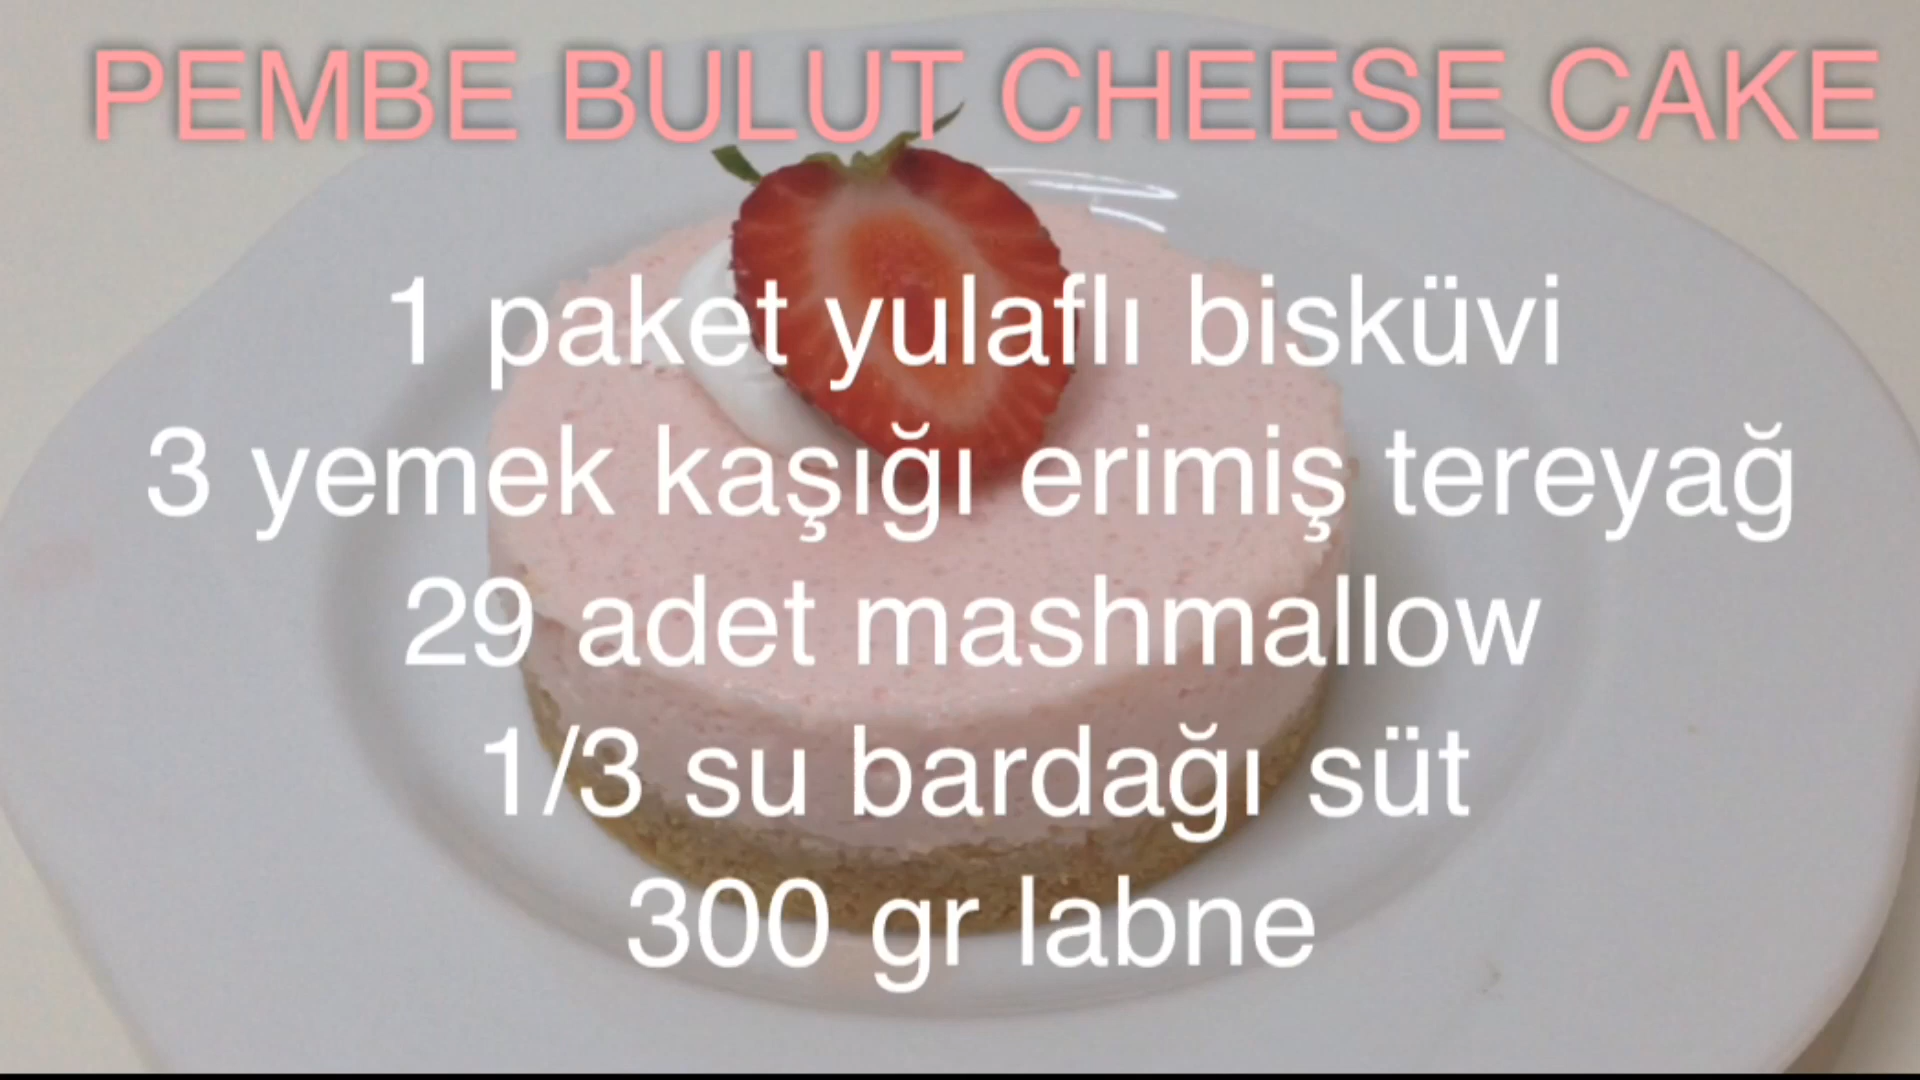 PEMBE BULUT CHEESE CAKE
1 paket yulaflı bisküvi
3 yemek kaşığı erimiş tereyağ
29 adet mashmallow
1/3 su bardağı süt
300 gr labne